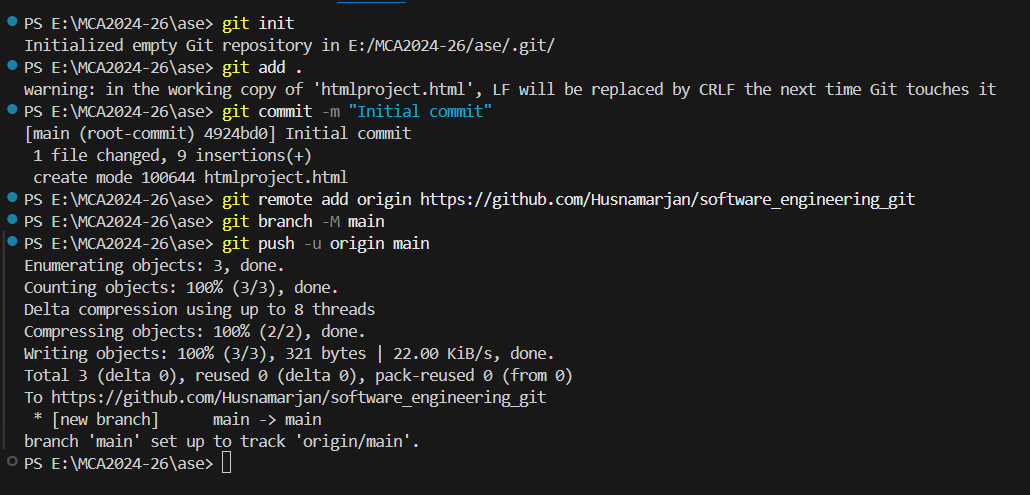 PS E:\MCA2024-26\ase> git init
Initialized empty Git repository in E:/MCA2024-26/ase/.git/
PS E:\MCA2024-26\ase> git add .
warning: in the working copy of 'htmlproject.html', LF will be replaced by CRLF the next time Git touches it
PS E:\MCA2024-26\ase> git commit -m "Initial commit"
[main (root-commit) 4924bd0] Initial commit
 1 file changed, 9 insertions(+)
 create mode 100644 htmlproject.html
PS E:\MCA2024-26\ase> git remote add origin https://github.com/Husnamarjan/software_engineering_git
PS E:\MCA2024-26\ase> git branch -M main
PS E:\MCA2024-26\ase> git push -u origin main
Enumerating objects: 3, done.
Counting objects: 100% (3/3), done.
Delta compression using up to 8 threads
Compressing objects: 100% (2/2), done.
Writing objects: 100% (3/3), 321 bytes | 22.00 KiB/s, done.
Total 3 (delta 0), reused 0 (delta 0), pack-reused 0 (from 0)
To https://github.com/Husnamarjan/software_engineering_git
 * [new branch]      main -> main
branch 'main' set up to track 'origin/main'.
PS E:\MCA2024-26\ase>